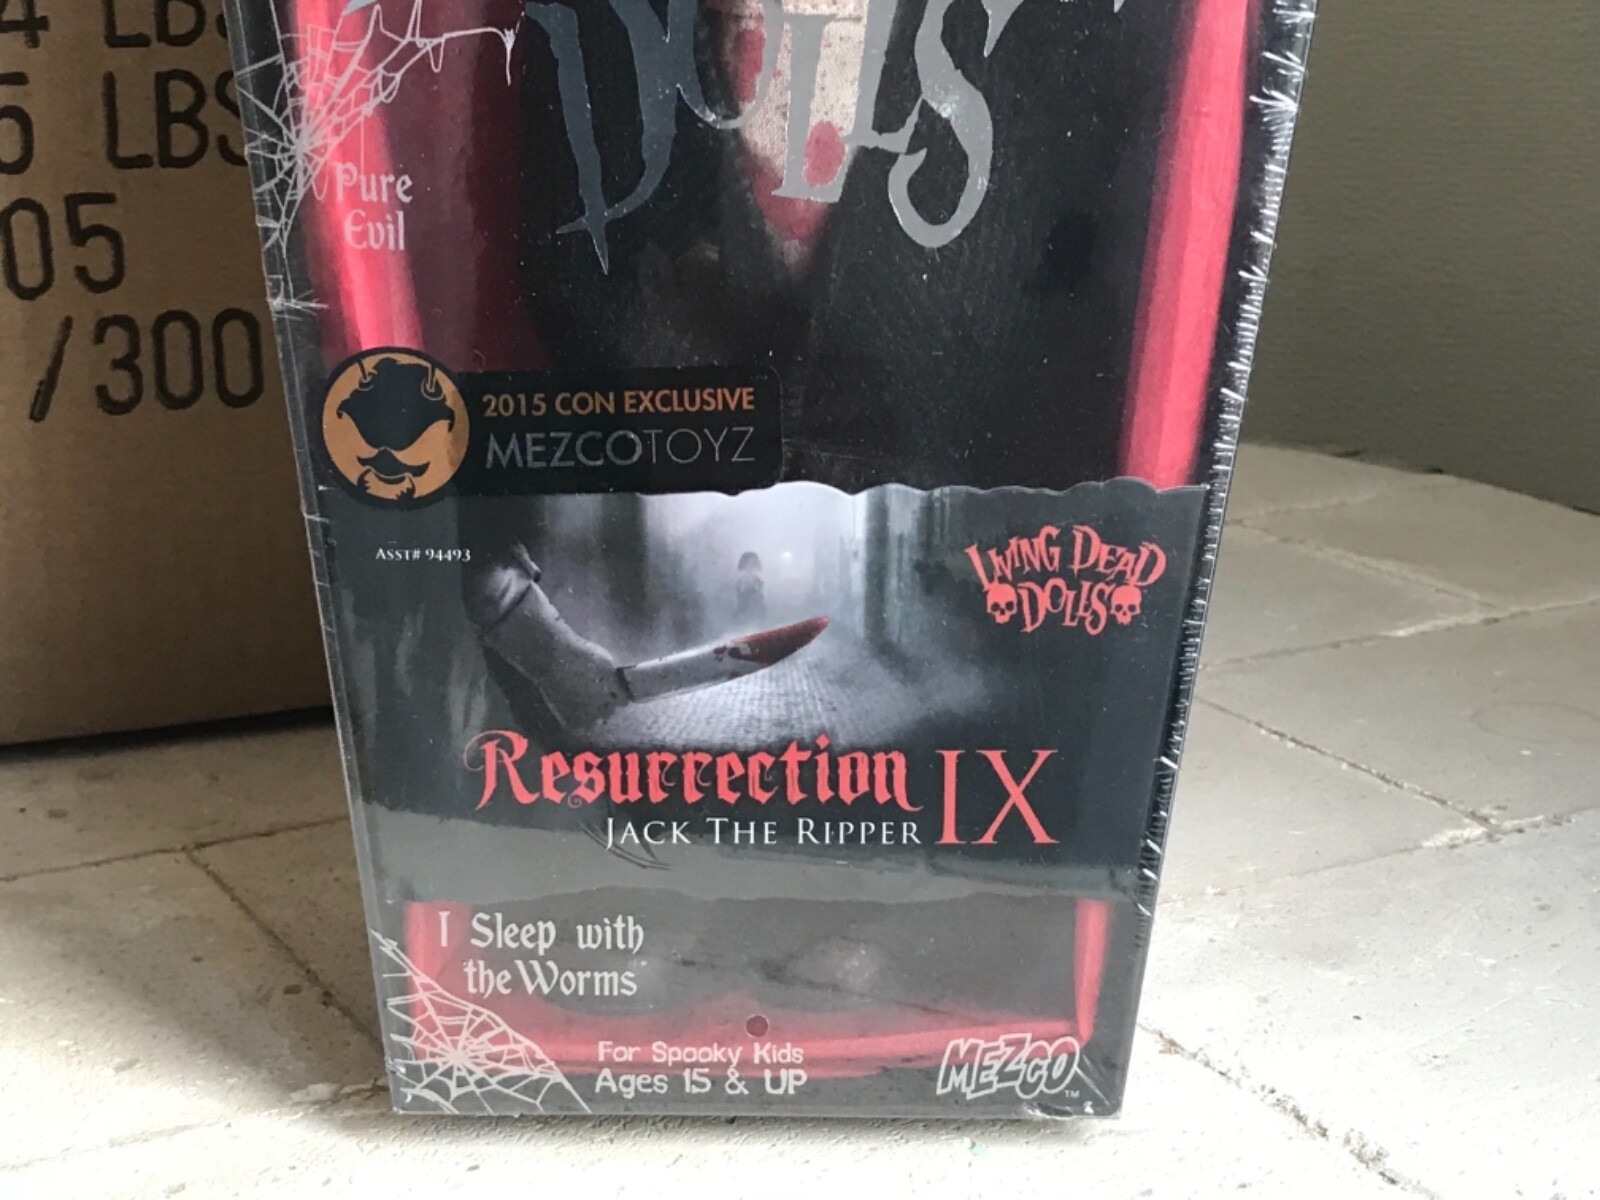 DOLLS
4 LBS
5 LBS
05
/300
Pure
Evil
2015 CON EXCLUSIVE
MEZCOTOYZ
ASST# 94493
LIVING DEAD
DOLLS
Resurrection IX
JACK THE RIPPER
I Sleep with
the Worms
For Spooky Kids
Ages 15 & UP
MEZCO
TM